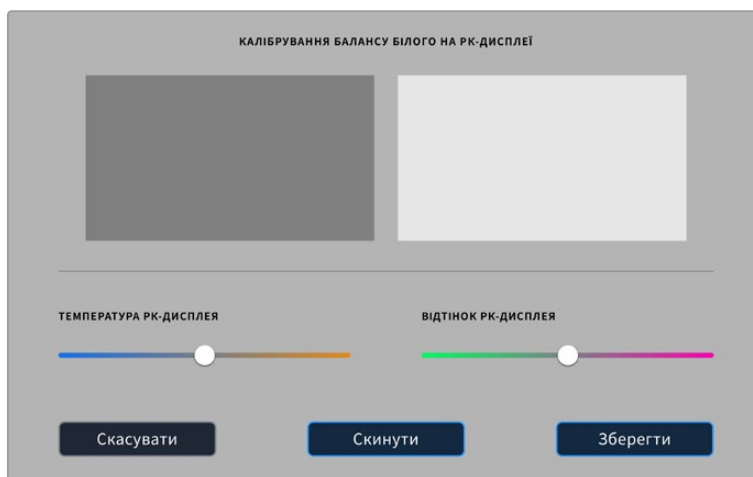 КАЛІБРУВАННЯ БАЛАНСУ БІЛОГО НА РК-ДИСПЛЕЇ
ТЕМПЕРАТУРА РК-ДИСПЛЕЯ
ВІДТІНОК РК-ДИСПЛЕЯ
Скасувати
Скинути
Зберегти